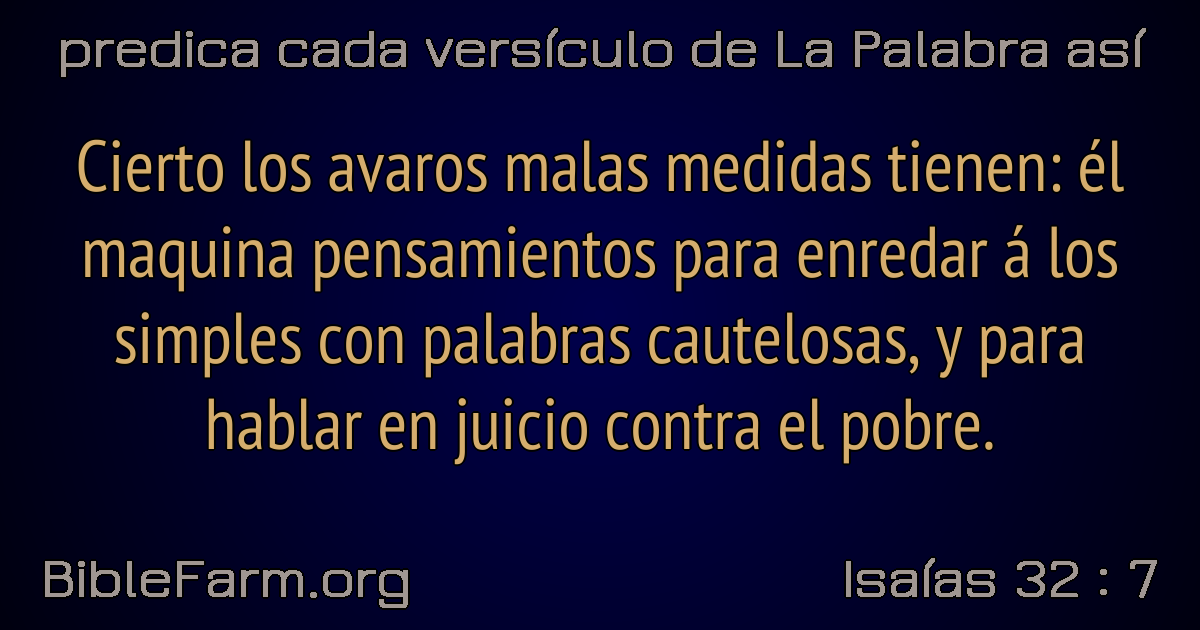 predica cada versículo de La Palabra así
Cierto los avaros malas medidas tienen: él
maquina pensamientos para enredar á los
simples con palabras cautelosas, y para
hablar en juicio contra el pobre.
BibleFarm.org
Isaías 32 : 7